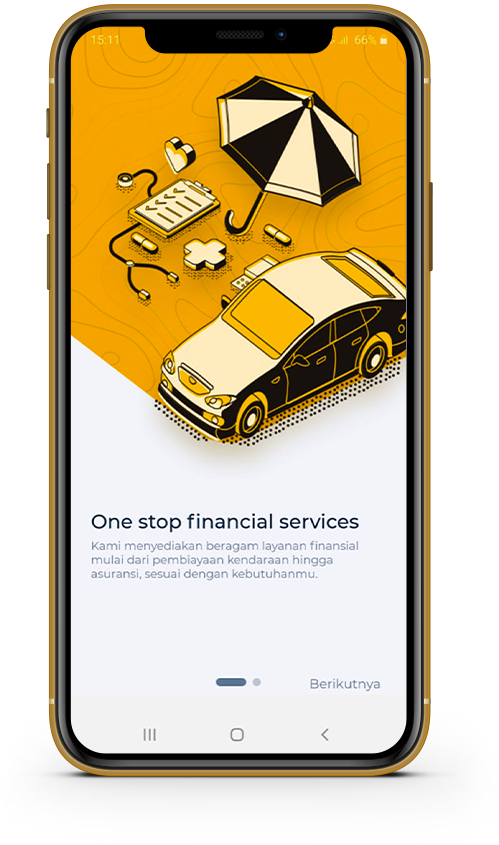 15:11
66%
One stop financial services
Kami menyediakan beragam layanan finansial
mulai dari pembiayaan kendaraan hingga
asuransi, sesuai dengan kebutuhanmu.
Berikutnya